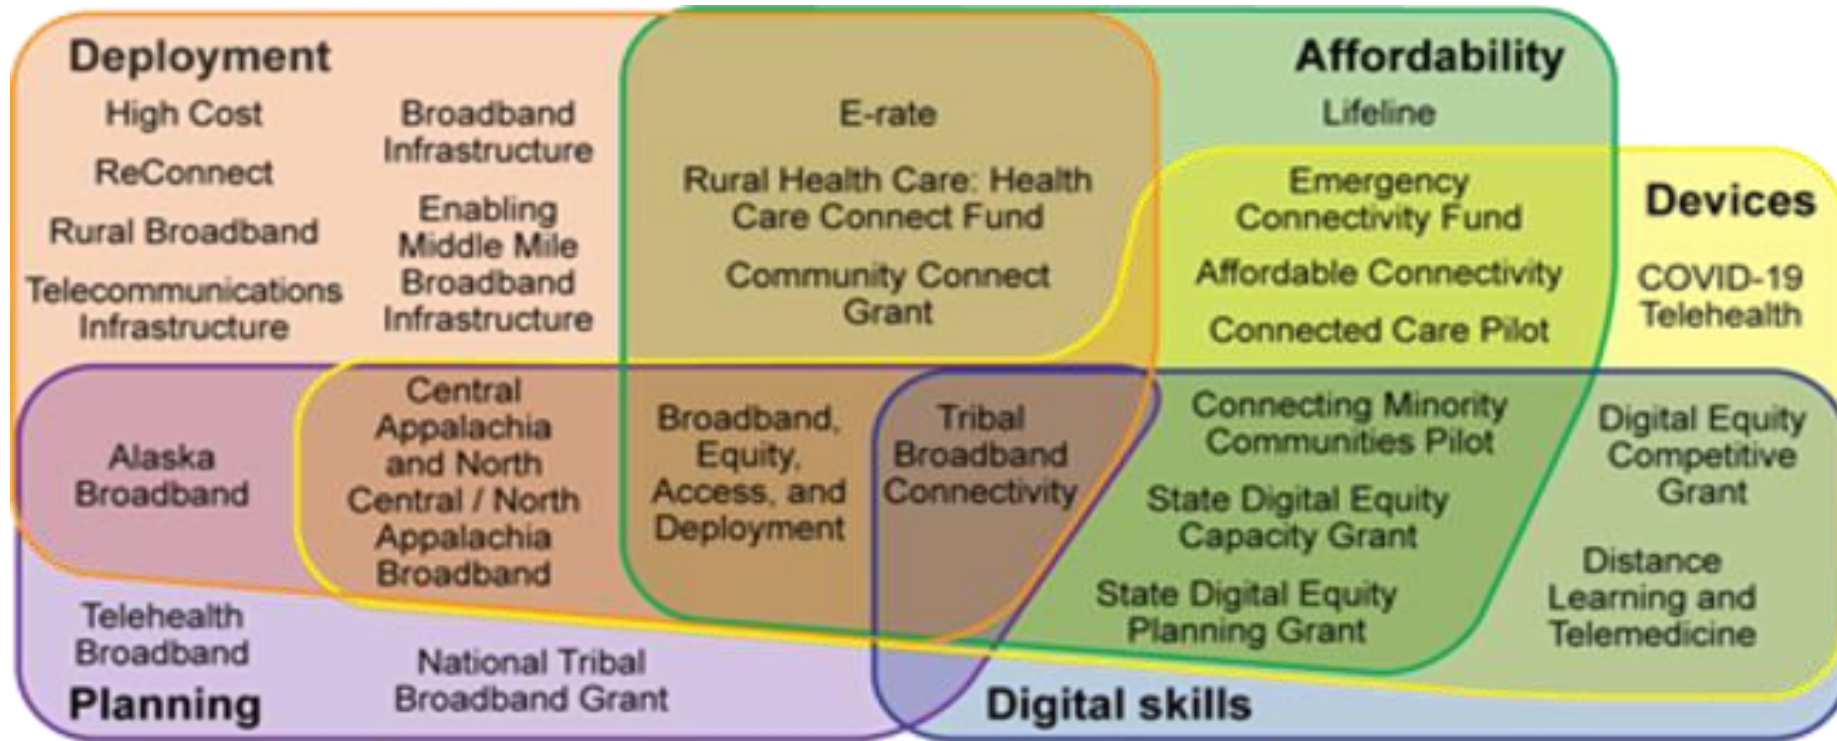 Deployment
High Cost
ReConnect
Rural Broadband
Telecommunications
Infrastructure
Broadband
Infrastructure
Enabling
Middle Mile
Broadband
Infrastructure
E-rate
Rural Health Care: Health
Care Connect Fund
Community Connect
Grant
Affordability
Lifeline
Emergency
Connectivity Fund
Affordable Connectivity
Connected Care Pilot
Devices
COVID-19
Telehealth
Alaska
Broadband
Central
Appalachia
and North
Central / North
Appalachia
Broadband
Broadband,
Equity,
Access, and
Deployment
Tribal
Broadband
Connectivity
Connecting Minority
Communities Pilot
State Digital Equity
Capacity Grant
State Digital Equity
Planning Grant
Digital Equity
Competitive
Grant
Distance
Learning and
Telemedicine
Telehealth
Broadband
National Tribal
Broadband Grant
Planning
Digital skills